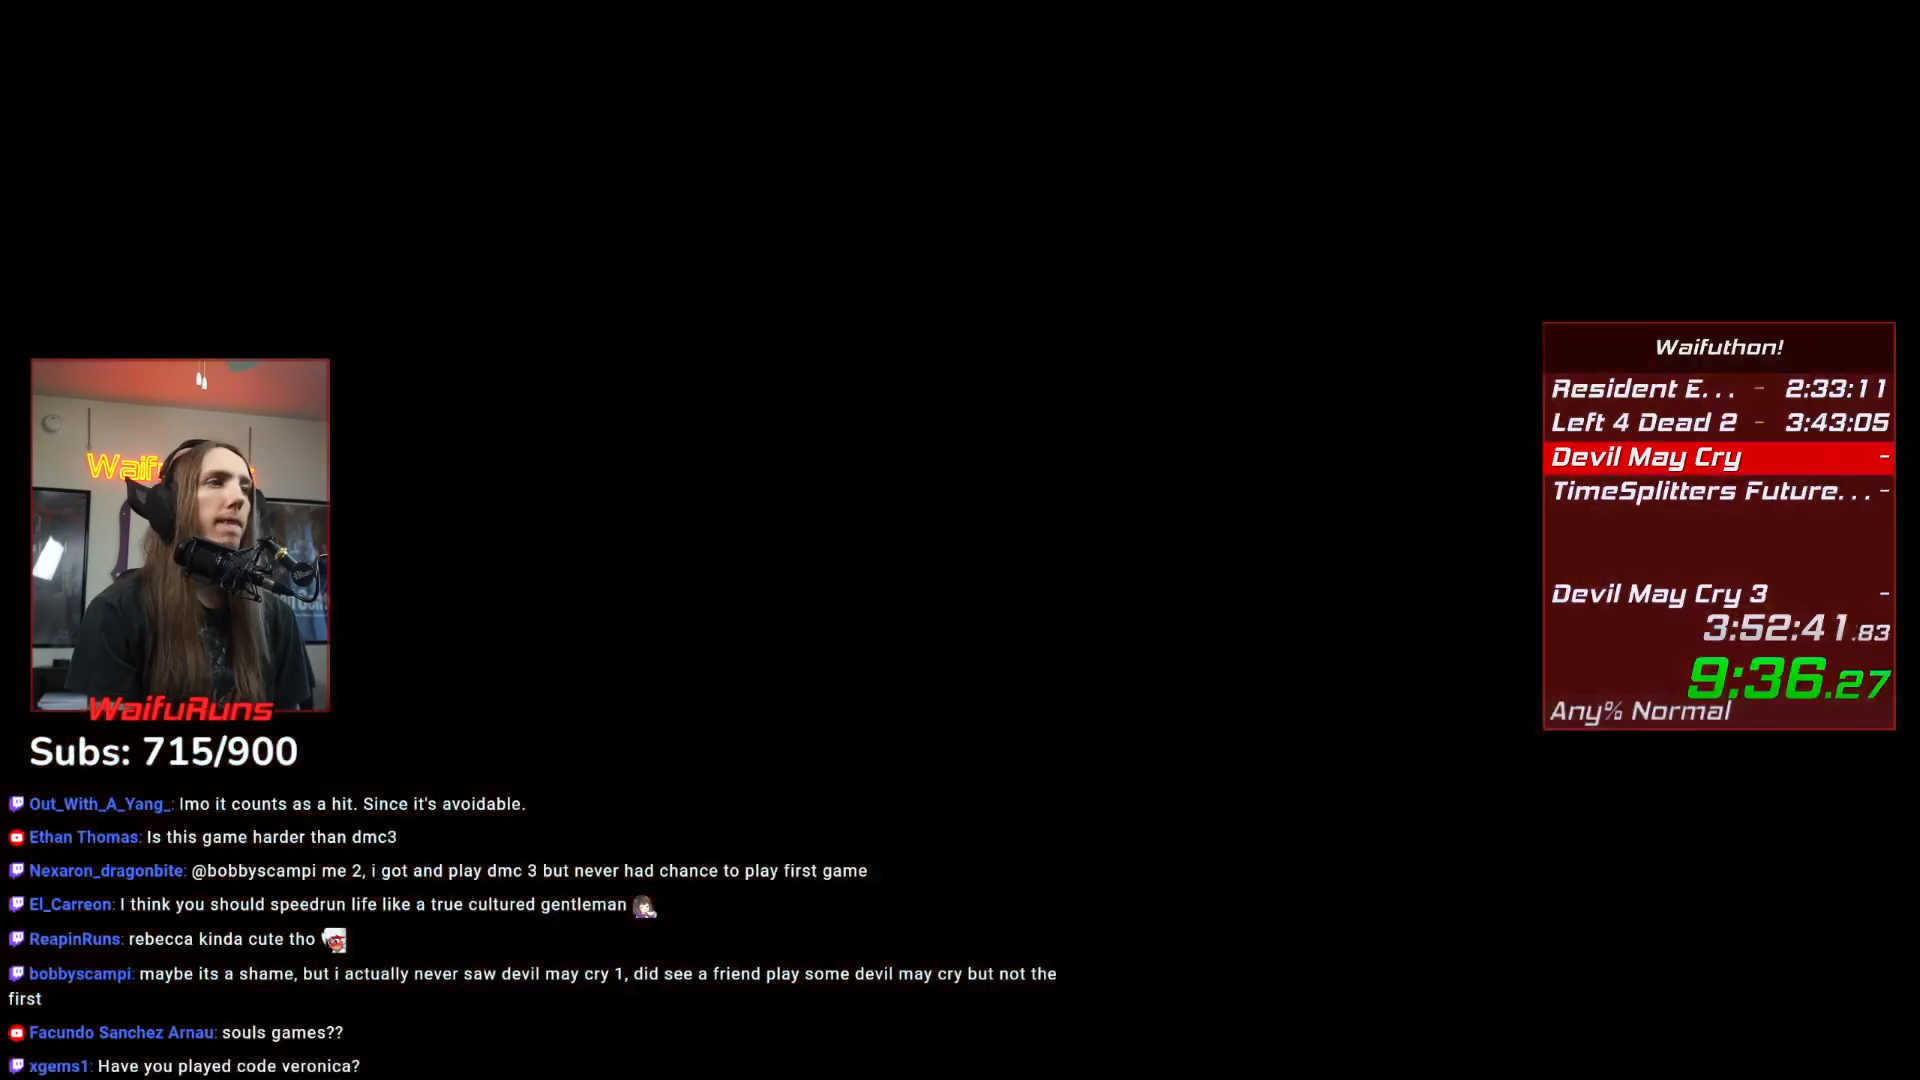 Waifuthon!
Resident E... - 2:33:11
Left 4 Dead 2 - 3:43:05
Devil May Cry -
TimeSplitters Future... -
Devil May Cry 3 -
3:52:41.83
9:36.27
Any% Normal
Waifu
WaifuRuns
Subs: 715/900
Out_With_A_Yang_: Imo it counts as a hit. Since it's avoidable.
Ethan Thomas: Is this game harder than dmc3
Nexaron_dragonbite: @bobbyscampi me 2, i got and play dmc 3 but never had chance to play first game
El_Carreon: I think you should speedrun life like a true cultured gentleman
ReapinRuns: rebecca kinda cute tho
bobbyscampi: maybe its a shame, but i actually never saw devil may cry 1, did see a friend play some devil may cry but not the
first
Facundo Sanchez Arnau: souls games??
xgems1: Have you played code veronica?